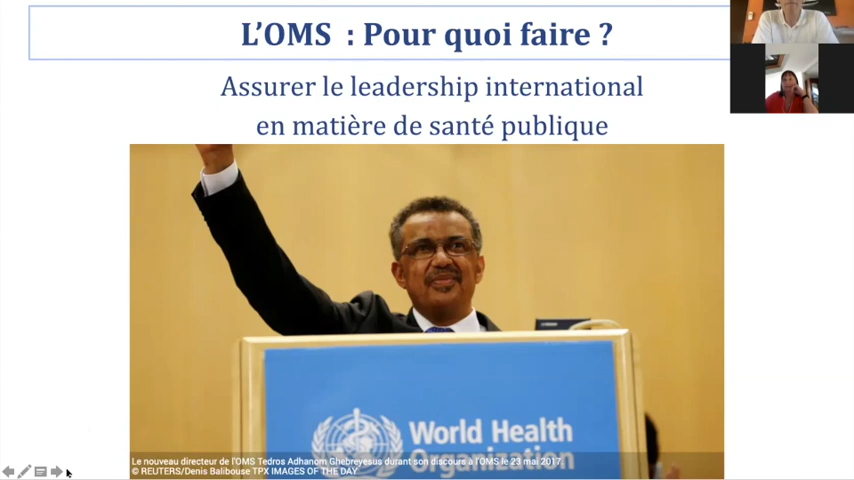 L'OMS : Pour quoi faire ?
Assurer le leadership international
en matière de santé publique
World Health
Organization
Le nouveau directeur de l'OMS Tedros Adhanom Ghebreyesus durant son discours à l'OMS le 23 mai 2017.
© REUTERS/Denis Balibouse TPX IMAGES OF THE DAY